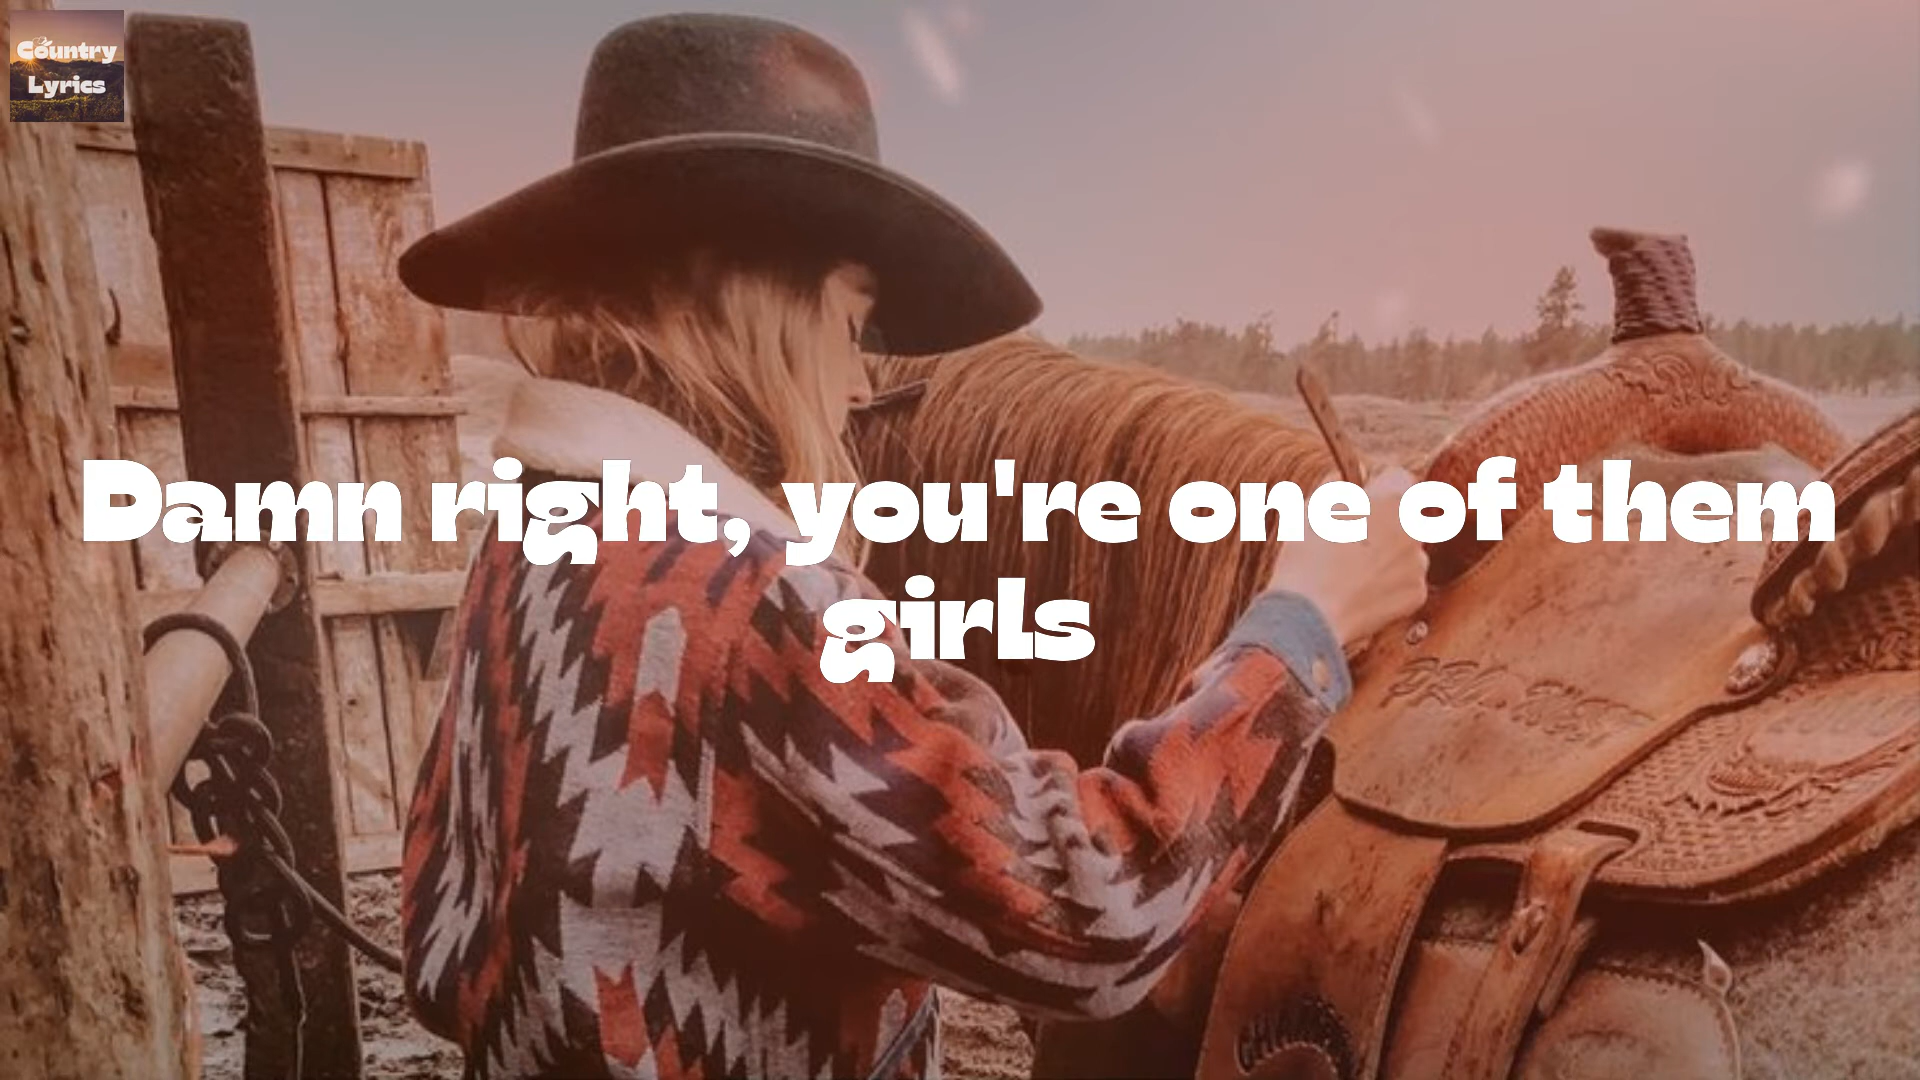 Country
Lyrics
Damn right, you're one of them
girls